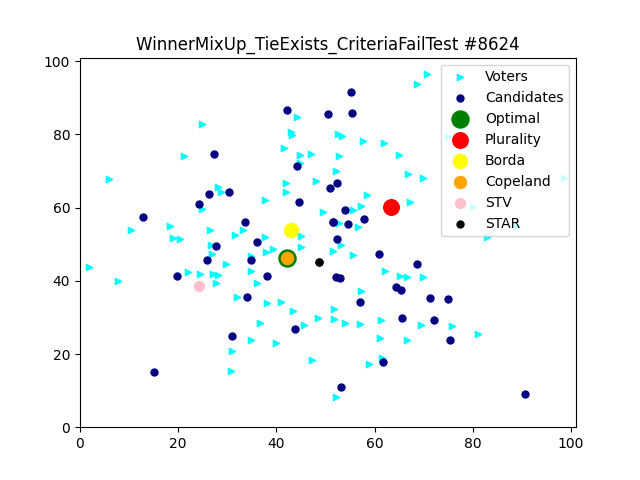 WinnerMixUp_TieExists_CriteriaFailTest #8624
100
80
60
40
20
0
0 20 40 60 80 100
Voters
Candidates
Optimal
Plurality
Borda
Copeland
STV
STAR